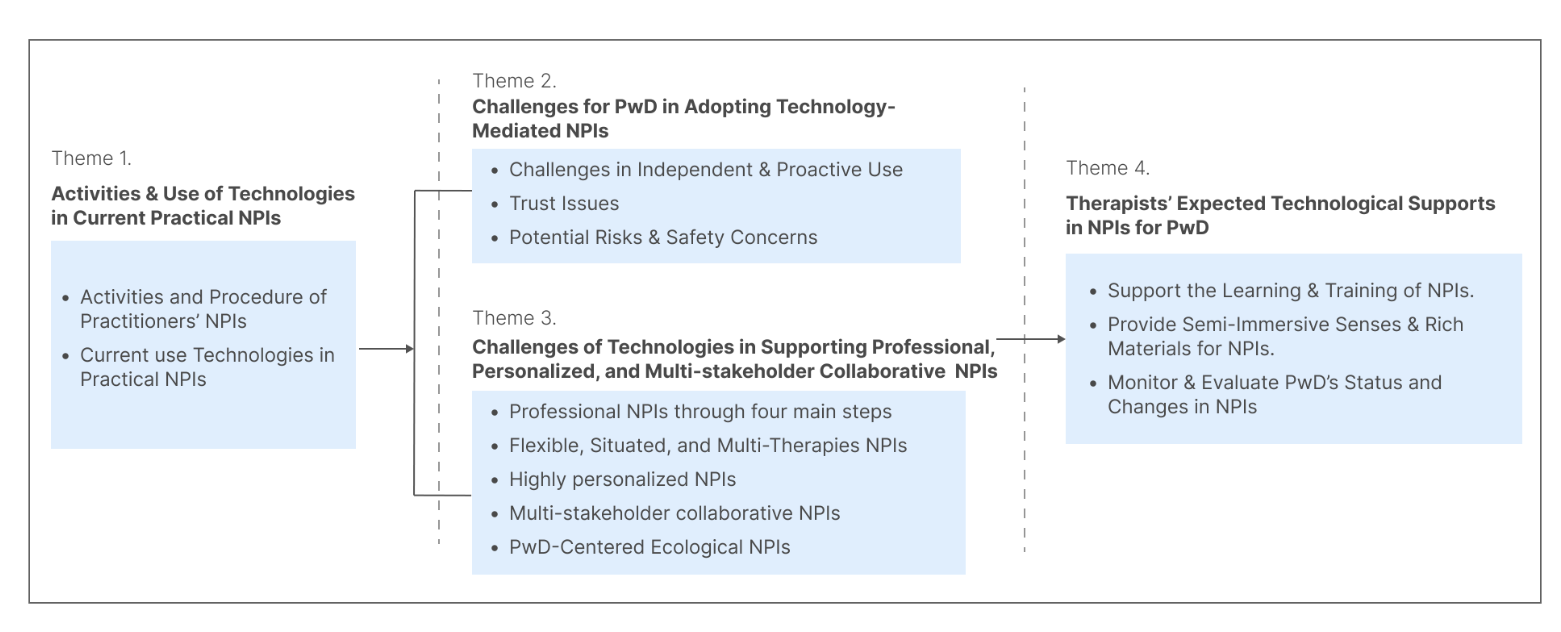 Theme 1.
Activities & Use of Technologies
in Current Practical NPIs
• Activities and Procedure of
Practitioners’ NPIs
• Current use Technologies in
Practical NPIs
Theme 2.
Challenges for PwD in Adopting Technology-
Mediated NPIs
• Challenges in Independent & Proactive Use
• Trust Issues
• Potential Risks & Safety Concerns
Theme 3.
Challenges of Technologies in Supporting Professional,
Personalized, and Multi-stakeholder Collaborative NPIs
• Professional NPIs through four main steps
• Flexible, Situated, and Multi-Therapies NPIs
• Highly personalized NPIs
• Multi-stakeholder collaborative NPIs
• PwD-Centered Ecological NPIs
Theme 4.
Therapists’ Expected Technological Supports
in NPIs for PwD
• Support the Learning & Training of NPIs.
• Provide Semi-Immersive Senses & Rich
Materials for NPIs.
• Monitor & Evaluate PwD’s Status and
Changes in NPIs